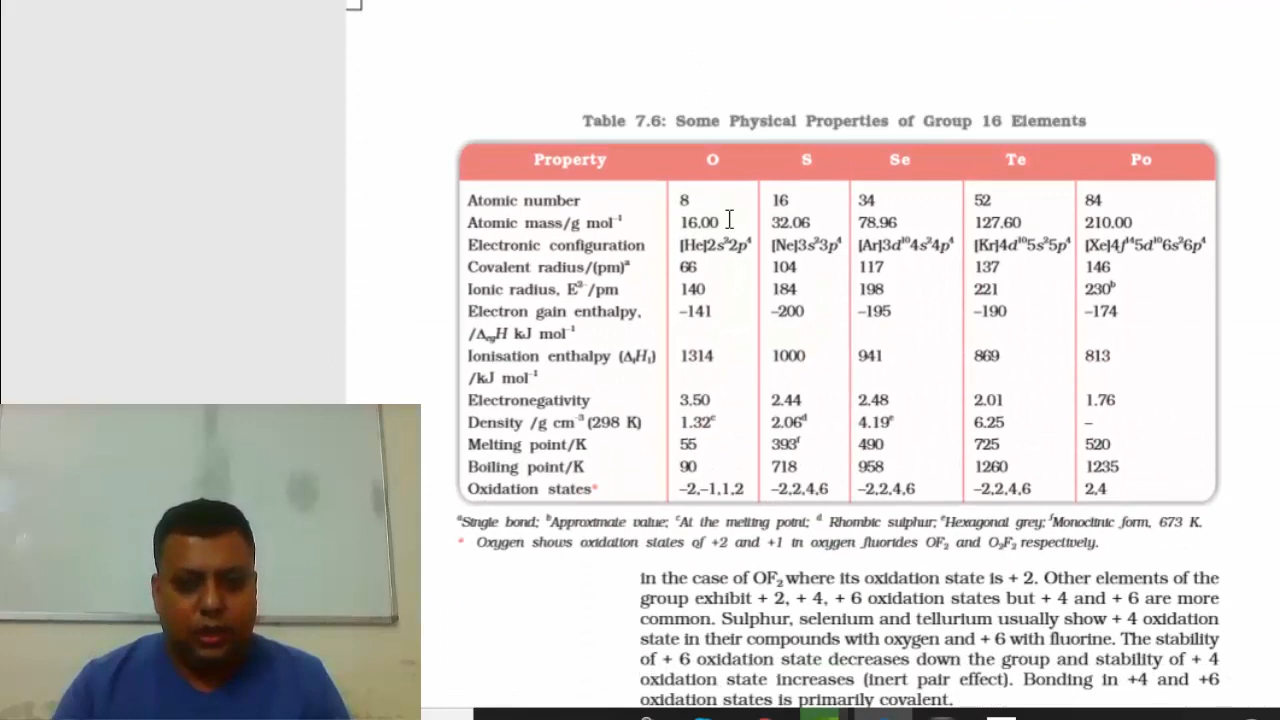 Table 7.6: Some Physical Properties of Group 16 Elements
Property O S Se Te Po
Atomic number 8 16 34 52 84
Atomic mass/g mol⁻¹ 16.00 32.06 78.96 127.60 210.00
Electronic configuration [He]2s²2p⁴ [Ne]3s²3p⁴ [Ar]3d¹⁰4s²4p⁴ [Kr]4d¹⁰5s²5p⁴ [Xe]4f¹⁴5d¹⁰6s²6p⁴
Covalent radius/(pm)ᵃ 66 104 117 137 146
Ionic radius, E²⁻/pm 140 184 198 221 230ᵇ
Electron gain enthalpy, –141 –200 –195 –190 –174
/ΔegH kJ mol⁻¹
Ionisation enthalpy (ΔᵢH₁) 1314 1000 941 869 813
/kJ mol⁻¹
Electronegativity 3.50 2.44 2.48 2.01 1.76
Density /g cm⁻³ (298 K) 1.32ᶜ 2.06ᵈ 4.19ᵉ 6.25 –
Melting point/K 55 393ᶠ 490 725 520
Boiling point/K 90 718 958 1260 1235
Oxidation states* –2,–1,1,2 –2,2,4,6 –2,2,4,6 –2,2,4,6 2,4
ᵃSingle bond; ᵇApproximate value; ᶜAt the melting point; ᵈ Rhombic sulphur; ᵉHexagonal grey; ᶠMonoclinic form, 673 K.
* Oxygen shows oxidation states of +2 and +1 in oxygen fluorides OF₂ and O₂F₂ respectively.
in the case of OF₂ where its oxidation state is + 2. Other elements of the
group exhibit + 2, + 4, + 6 oxidation states but + 4 and + 6 are more
common. Sulphur, selenium and tellurium usually show + 4 oxidation
state in their compounds with oxygen and + 6 with fluorine. The stability
of + 6 oxidation state decreases down the group and stability of + 4
oxidation state increases (inert pair effect). Bonding in +4 and +6
oxidation states is primarily covalent.